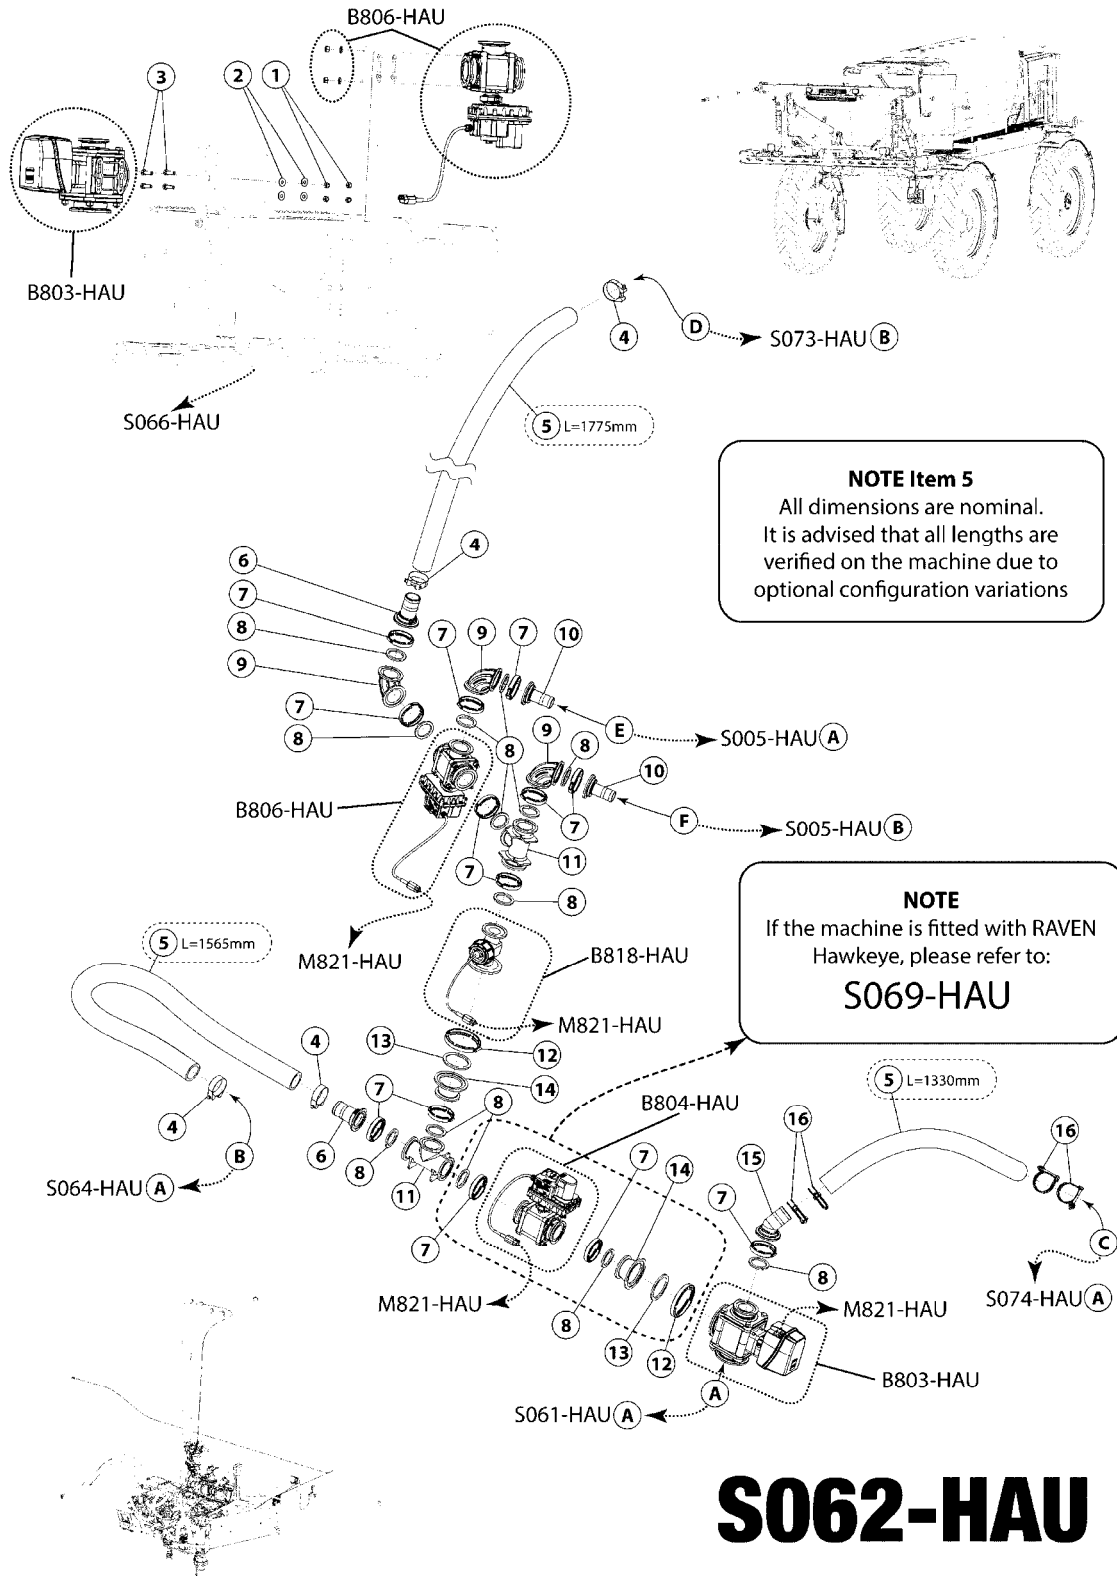 B806-HAU
3
2
1
B803-HAU
4
D
S073-HAU B
S066-HAU
5 L=1775mm
NOTE Item 5
All dimensions are nominal.
It is advised that all lengths are
verified on the machine due to
optional configuration variations
6
4
7
8
9
7
8
7
9
7
10
8
E
S005-HAU A
9
8
10
B806-HAU
7
F
S005-HAU B
11
7
8
M821-HAU
B818-HAU
M821-HAU
NOTE
If the machine is fitted with RAVEN
Hawkeye, please refer to:
S069-HAU
5 L=1565mm
4
13
12
14
4
B
S064-HAU A
6
7
8
8
11
7
B804-HAU
7
14
8
13
12
M821-HAU
5 L=1330mm
16
16
15
7
8
C
S074-HAU A
M821-HAU
B803-HAU
A
S061-HAU A
S062-HAU